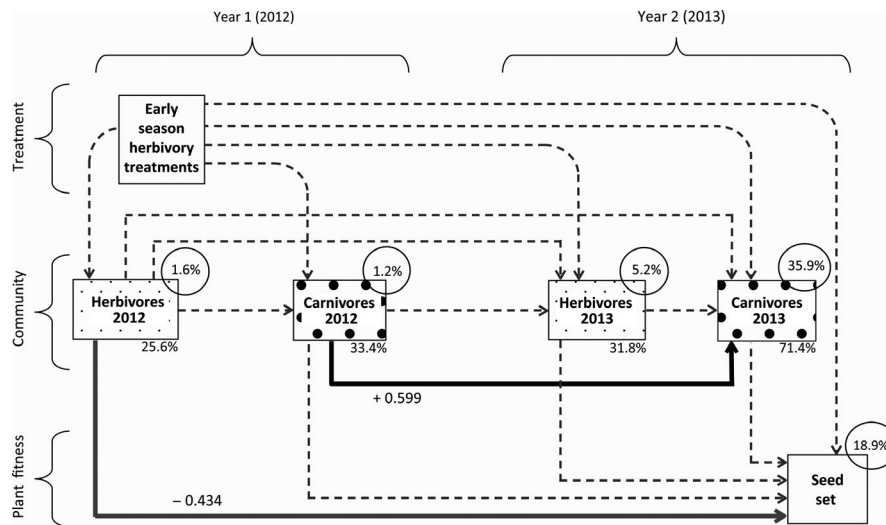 Year 1 (2012)
Year 2 (2013)
Treatment
Early
season
herbivory
treatments
Community
1.6%
Herbivores
2012
25.6%
1.2%
Carnivores
2012
33.4%
5.2%
Herbivores
2013
31.8%
35.9%
Carnivores
2013
71.4%
+ 0.599
Plant fitness
18.9%
Seed
set
– 0.434